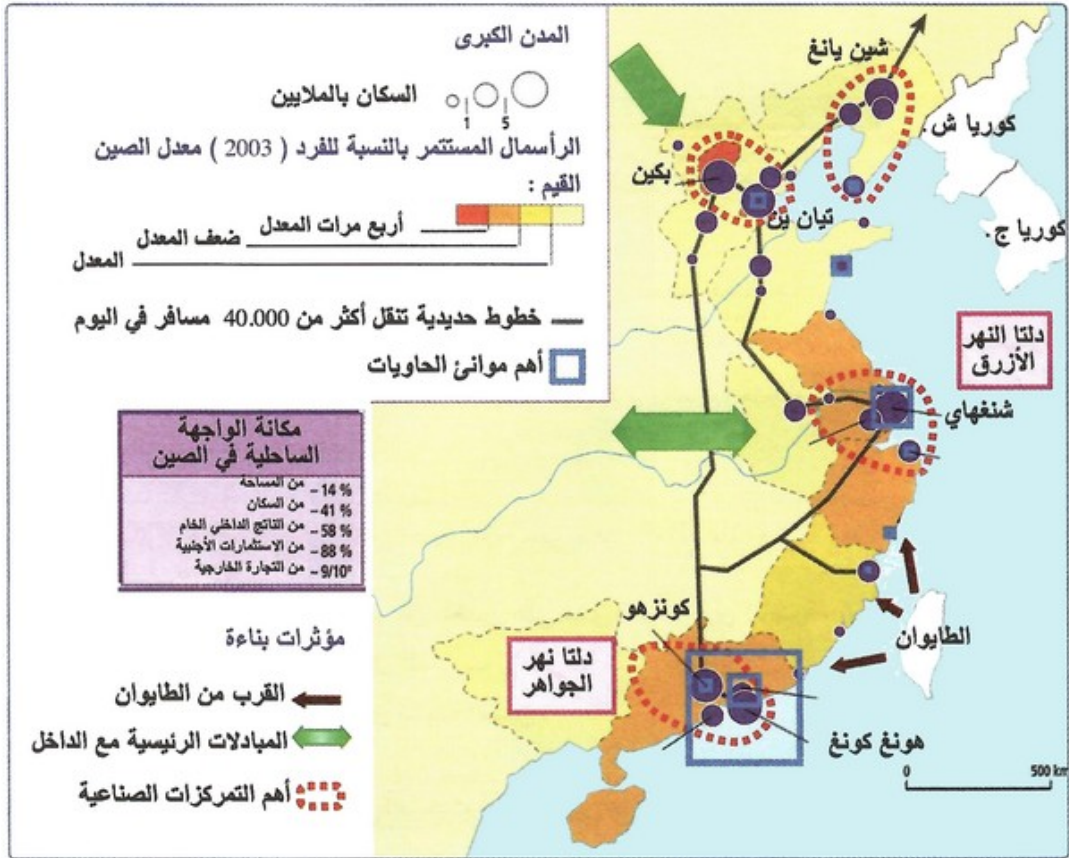 المدن الكبرى
السكان بالملايين
1 5
الرأسمال المستثمر بالنسبة للفرد ( 2003 ) معدل الصين
القيم :
أربع مرات المعدل
ضعف المعدل
المعدل
خطوط حديدية تنقل أكثر من 40.000 مسافر في اليوم
أهم موانئ الحاويات
مكانة الواجهة
الساحلية في الصين
14 % – من المساحة
41 % – من السكان
58 % – من الناتج الداخلي الخام
88 % – من الاستثمارات الأجنبية
9/10° – من التجارة الخارجية
مؤثرات بناءة
القرب من الطايوان
المبادلات الرئيسية مع الداخل
أهم التمركزات الصناعية
شين يانغ
كوريا ش.
بكين
تيان ين
كوريا ج.
دلتا النهر
الأزرق
شنغهاي
الطايوان
كونزهو
دلتا نهر
الجواهر
هونغ كونغ
0 500 km